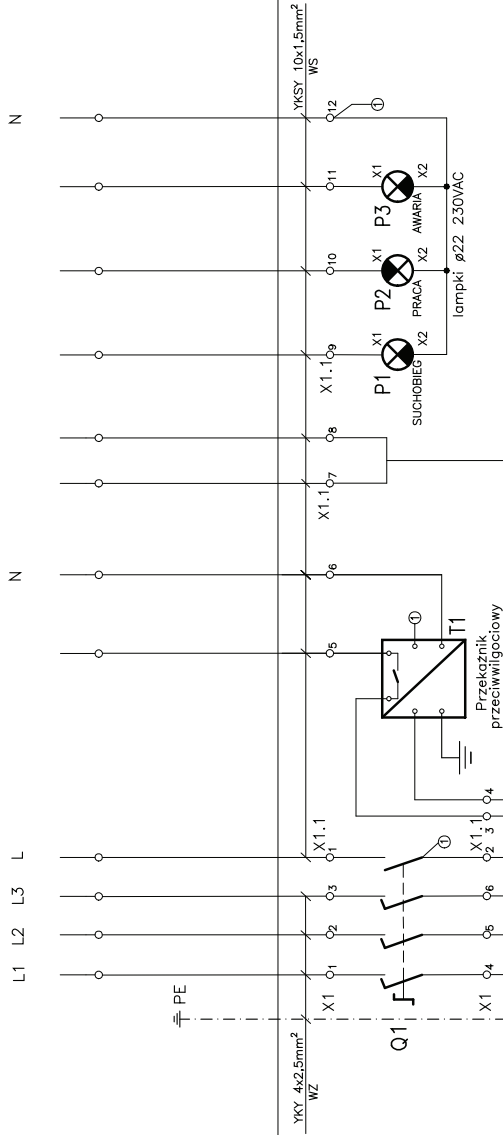 L1 L2 L3 L N N
PE
YKY 4x2,5mm²
WZ
YKSY 10x1,5mm²
WS
X1 1 2 3
X1.1 1 5 6
X1.1 7 8
X1.1 9 10 11 12
1
Q1
1
X1 4 5 6
X1.1 2 3 4
1
T1
Przekaźnik
przeciwwilgociowy
P1 X1 X2
SUCHOBIEG
P2 X1 X2
PRACA
P3 X1 X2
AWARIA
lampki ø22 230VAC